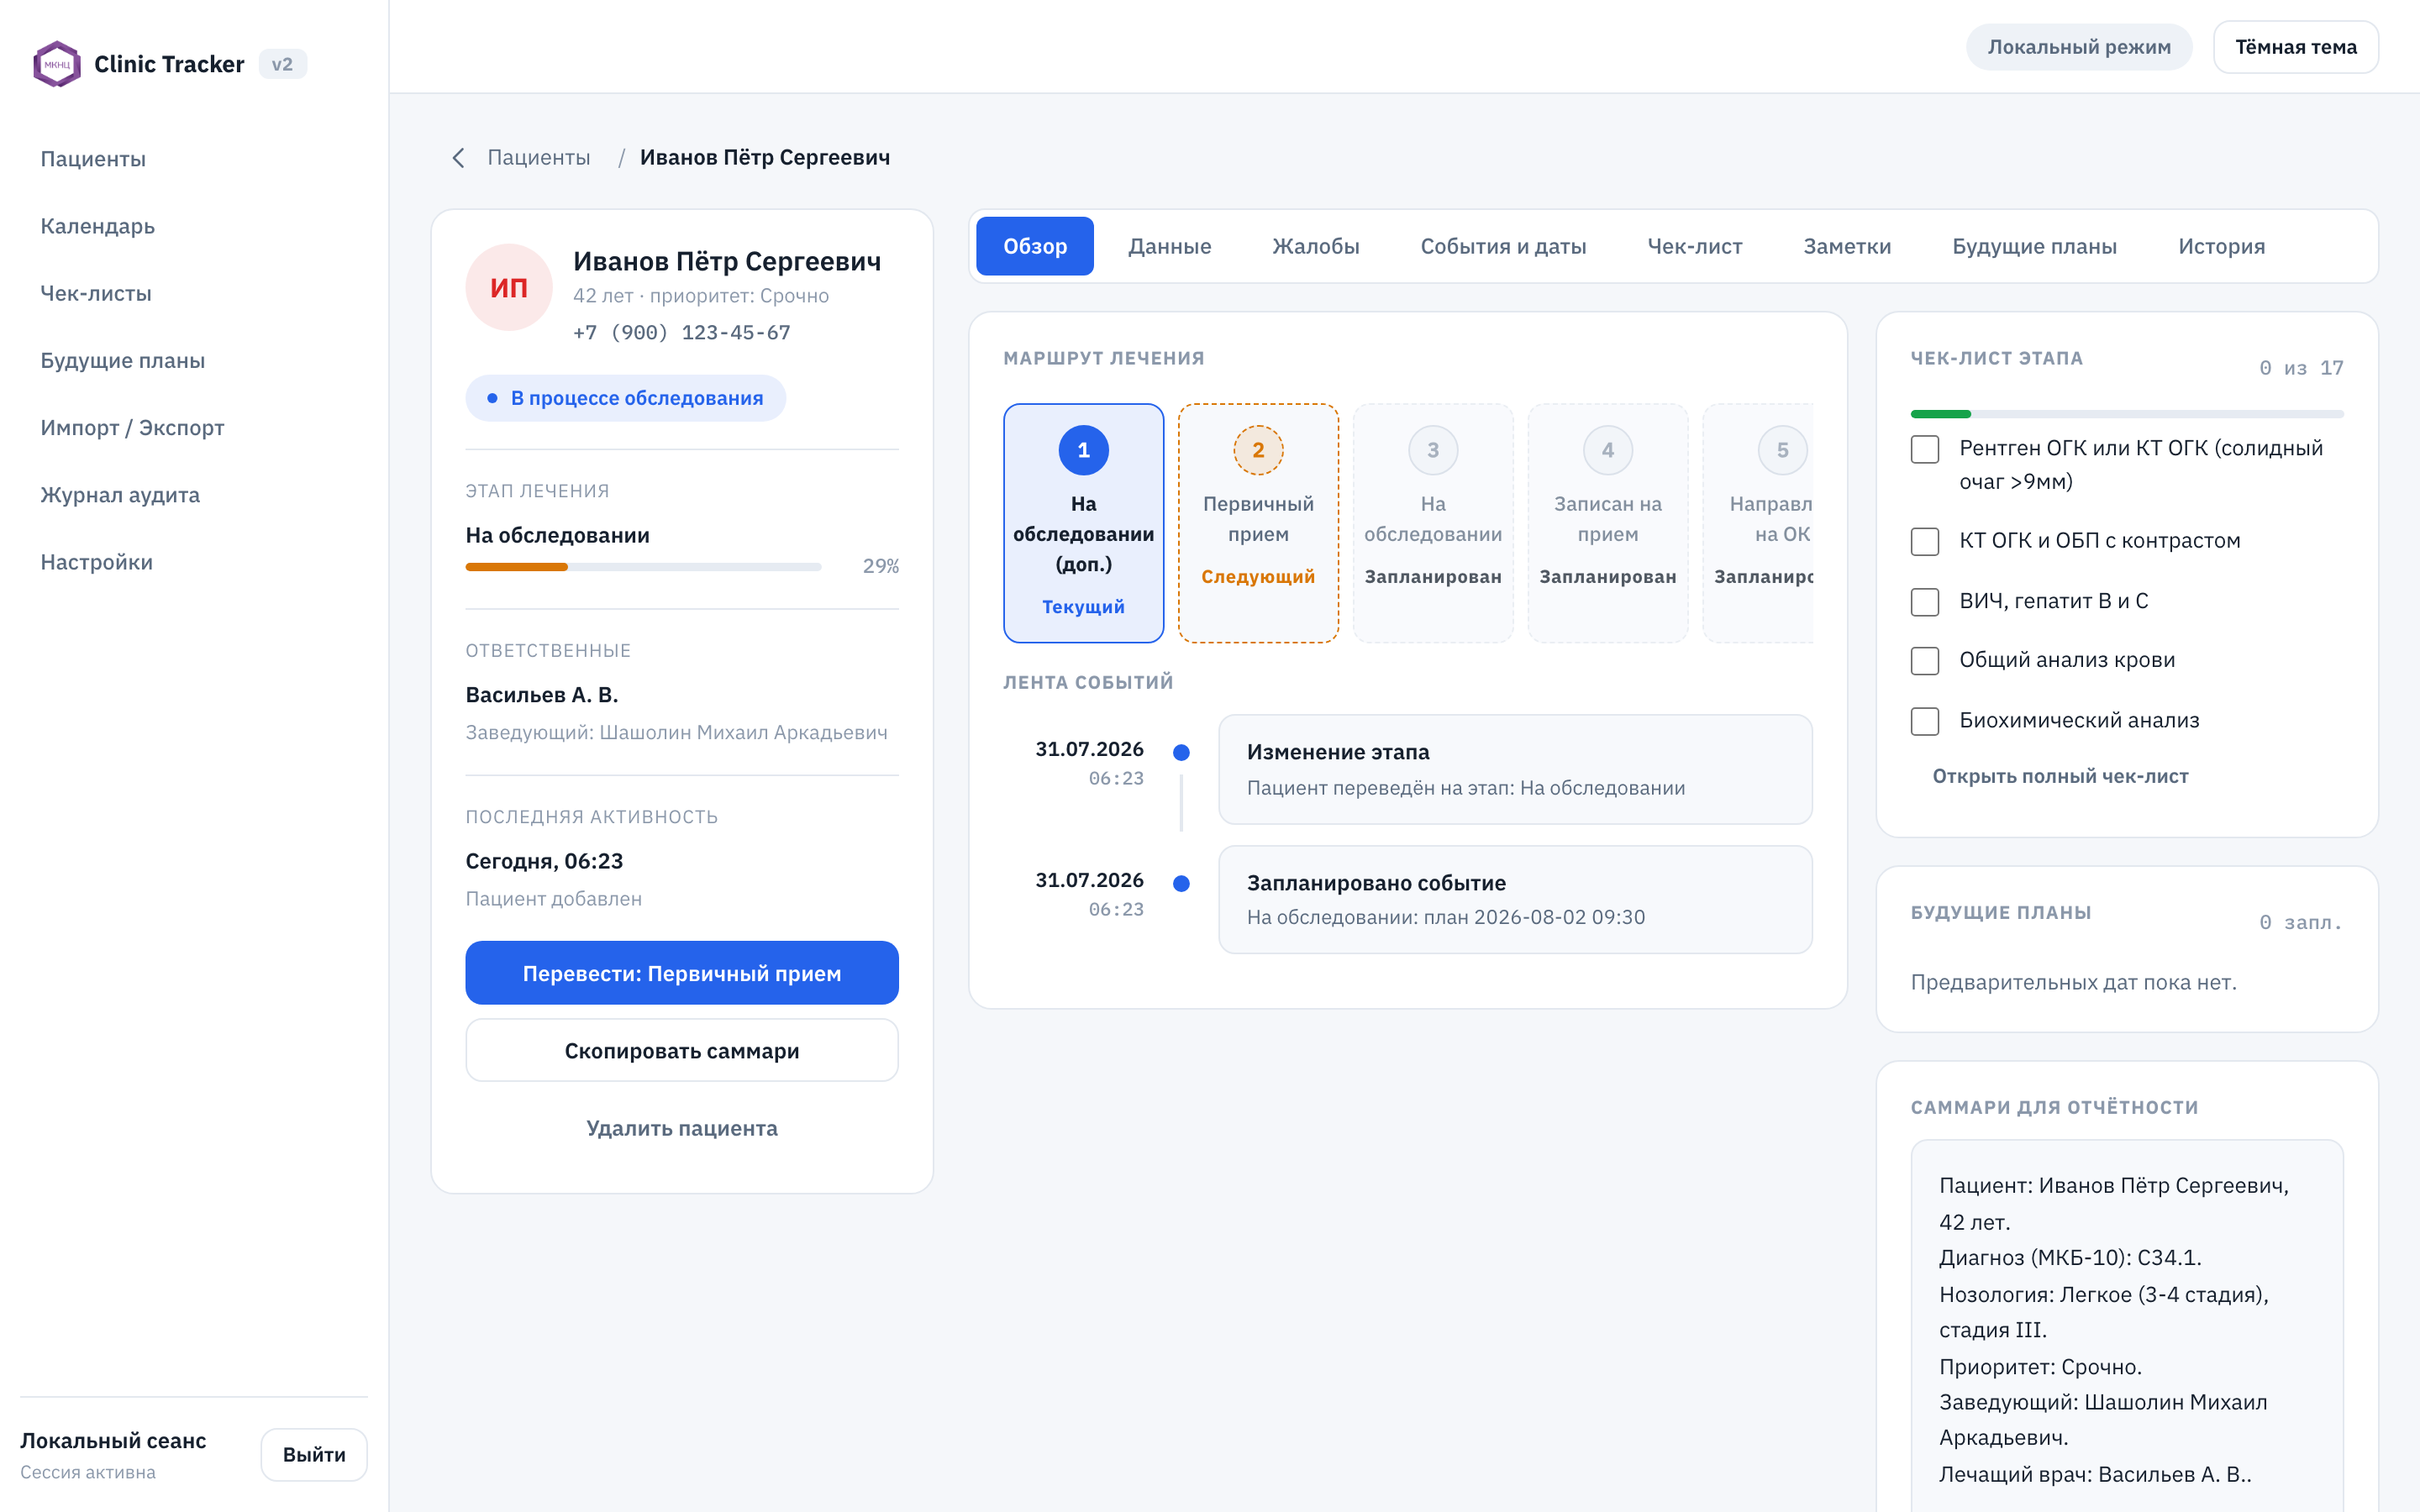 МКНЦ
Clinic Tracker v2
Пациенты
Календарь
Чек-листы
Будущие планы
Импорт / Экспорт
Журнал аудита
Настройки
Локальный сеанс
Сессия активна
Выйти
Локальный режим
Тёмная тема
Пациенты / Иванов Пётр Сергеевич
ИП
Иванов Пётр Сергеевич
42 лет · приоритет: Срочно
+7 (900) 123-45-67
В процессе обследования
ЭТАП ЛЕЧЕНИЯ
На обследовании
29%
ОТВЕТСТВЕННЫЕ
Васильев А. В.
Заведующий: Шашолин Михаил Аркадьевич
ПОСЛЕДНЯЯ АКТИВНОСТЬ
Сегодня, 06:23
Пациент добавлен
Перевести: Первичный прием
Скопировать саммари
Удалить пациента
Обзор
Данные
Жалобы
События и даты
Чек-лист
Заметки
Будущие планы
История
МАРШРУТ ЛЕЧЕНИЯ
1
На
обследовании
(доп.)
Текущий
2
Первичный
прием
Следующий
3
На
обследовании
Запланирован
4
Записан на
прием
Запланирован
5
Направл
на ОК
Запланирс
ЛЕНТА СОБЫТИЙ
31.07.2026
06:23
Изменение этапа
Пациент переведён на этап: На обследовании
31.07.2026
06:23
Запланировано событие
На обследовании: план 2026-08-02 09:30
ЧЕК-ЛИСТ ЭТАПА
0 из 17
Рентген ОГК или КТ ОГК (солидный
очаг >9мм)
КТ ОГК и ОБП с контрастом
ВИЧ, гепатит B и C
Общий анализ крови
Биохимический анализ
Открыть полный чек-лист
БУДУЩИЕ ПЛАНЫ
0 запл.
Предварительных дат пока нет.
САММАРИ ДЛЯ ОТЧЁТНОСТИ
Пациент: Иванов Пётр Сергеевич,
42 лет.
Диагноз (МКБ-10): C34.1.
Нозология: Легкое (3-4 стадия),
стадия III.
Приоритет: Срочно.
Заведующий: Шашолин Михаил
Аркадьевич.
Лечащий врач: Васильев А. В..